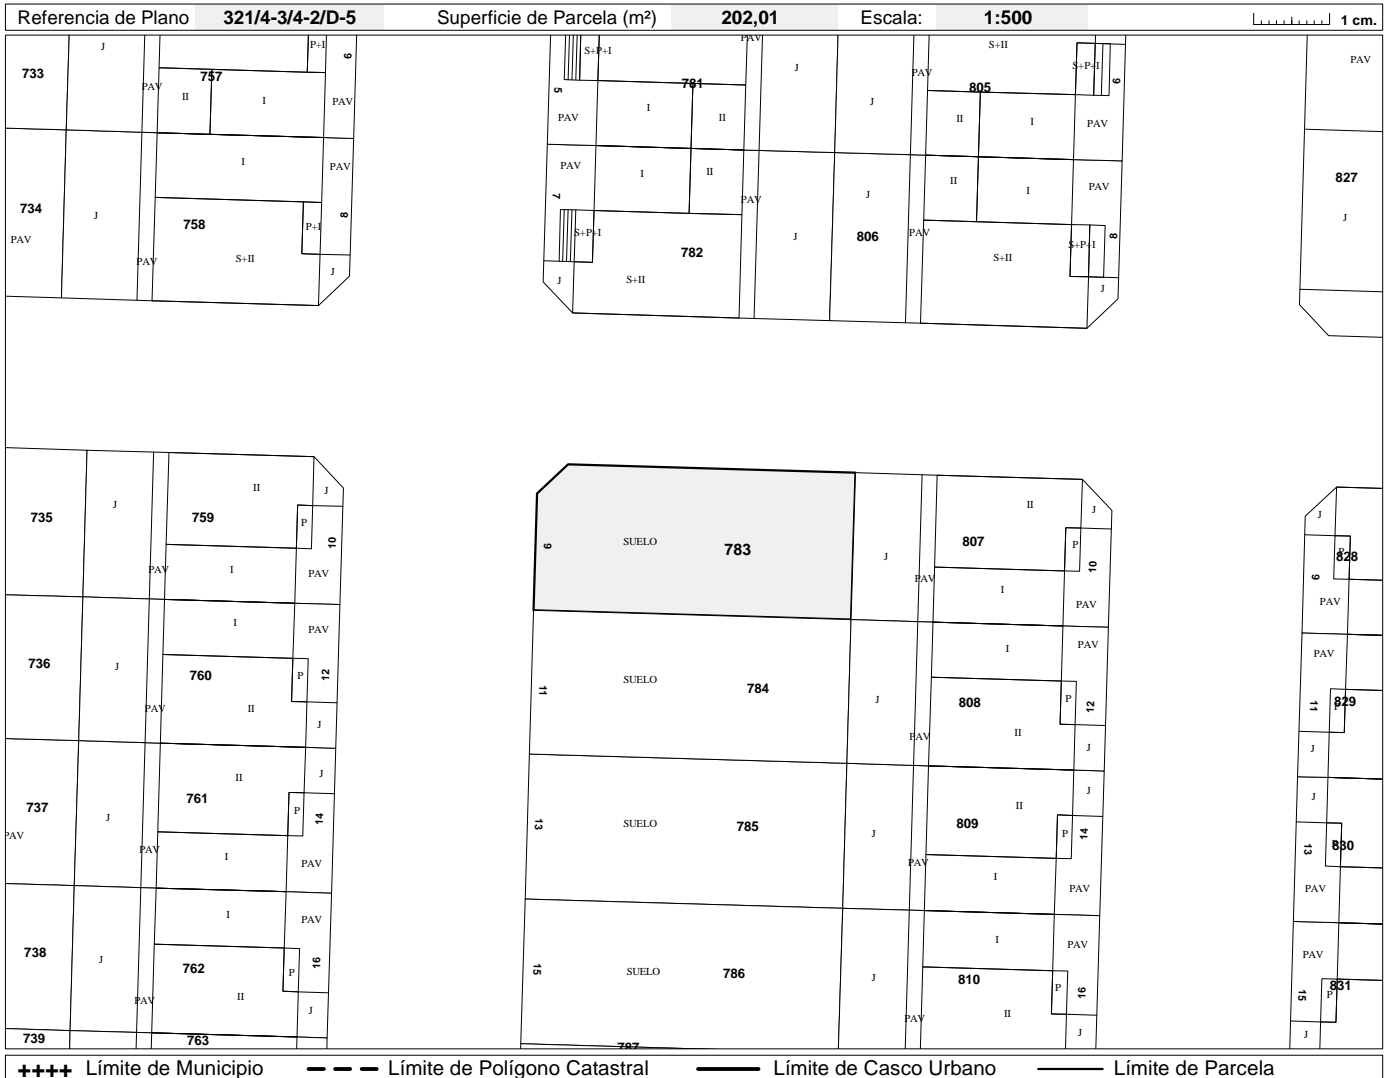 Referencia de Plano 321/4-3/4-2/D-5 Superficie de Parcela (m²) 202,01 Escala: 1:500 1 cm.
J P+I 6 S+P+I PAV S+II PAV
733 PAV 757 781 J PAV 805 S+P+I 6
II I PAV 5 J
PAV I II II I PAV
I PAV PAV
734 J 8 7 I II PAV J II I PAV 827
758 P+I J
PAV S+P+I J 806 PAV S+P+I 8
PAV S+II J J S+II 782 S+II J
735 J 759 II J P 10 9 SUELO 783 J 807 II J P 10 J P 828
PAV I PAV PAV I PAV 9 PAV
736 J I PAV 11 SUELO 784 J I PAV PAV
760 P 12 808 P 12 11 P 829
PAV II J PAV II J J
737 J 761 II J P 14 13 SUELO 785 J 809 II J P 14 J 13 P 830
PAV PAV I PAV PAV I PAV PAV
738 J I PAV 15 SUELO 786 J I PAV PAV
762 P 16 810 P 16 15 P 831
PAV II J PAV II J J
739 763 787
++++ Límite de Municipio Límite de Polígono Catastral Límite de Casco Urbano Límite de Parcela